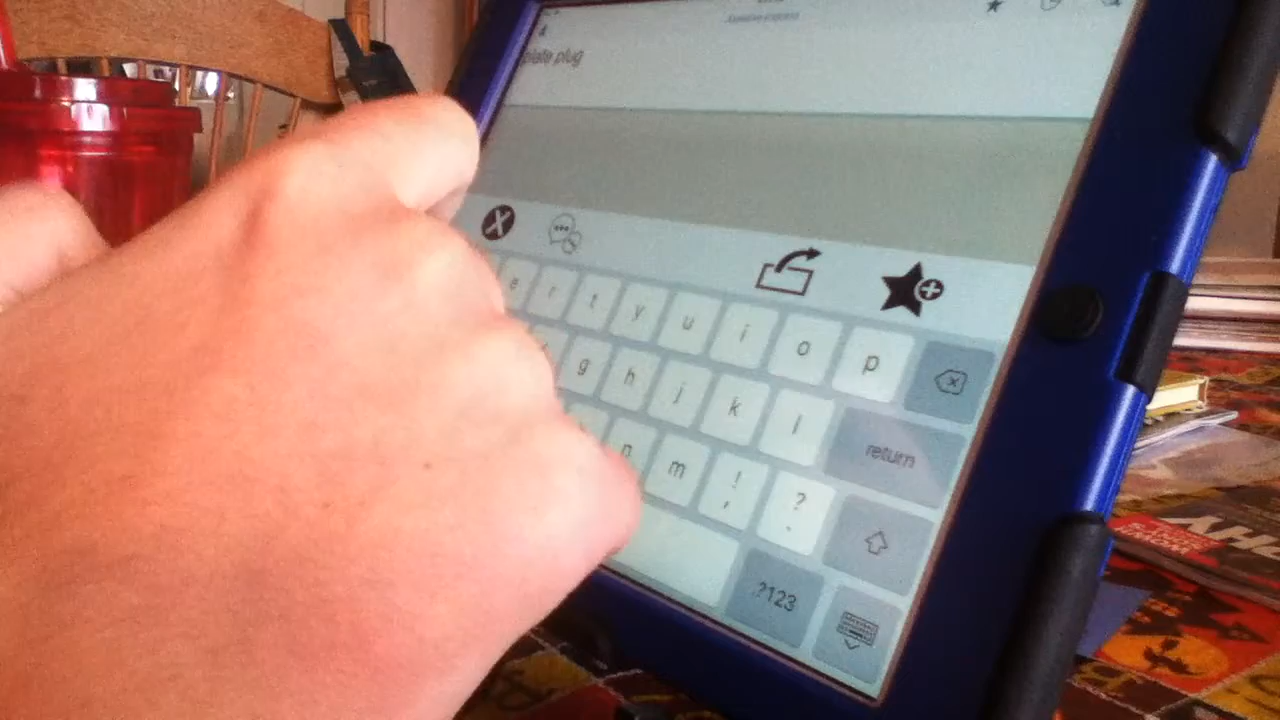 plate plug
e r t y u i o p
g h j k l return
n m ! , ? .
.?123